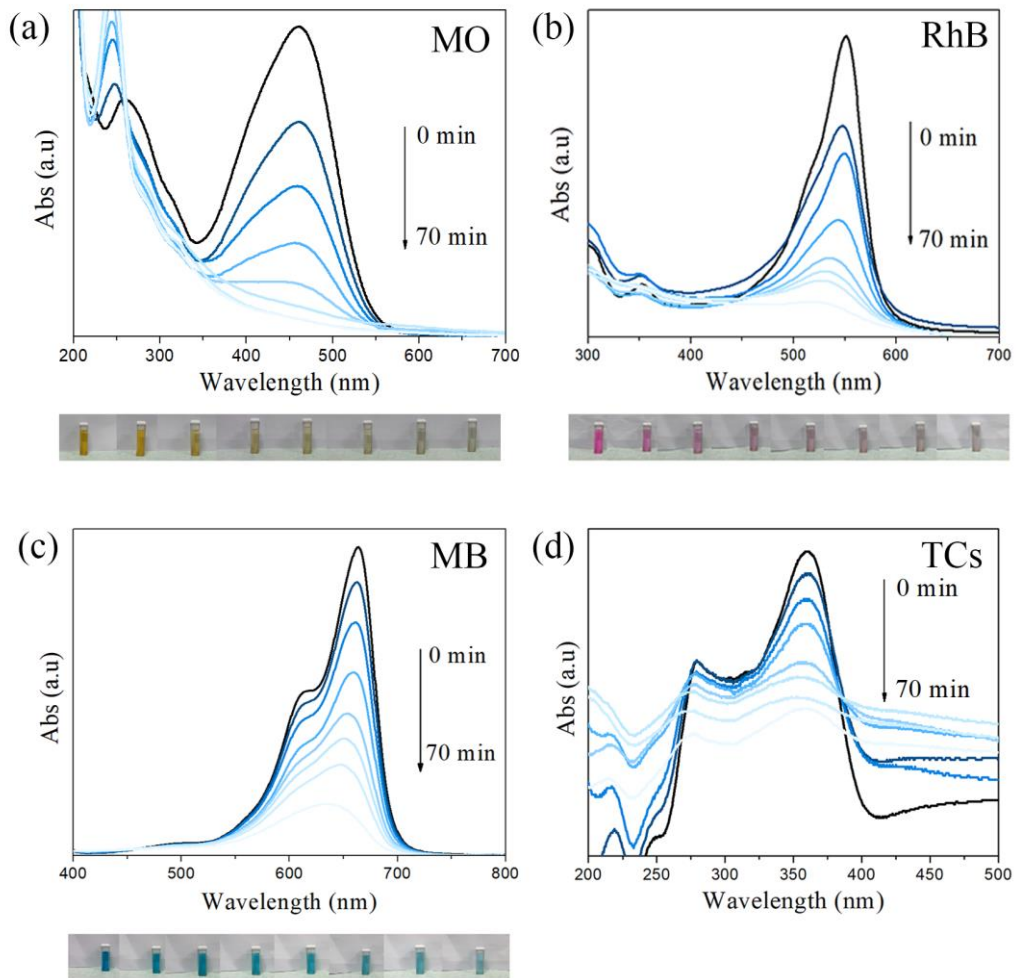 (a)
MO
0 min
70 min
Abs (a.u)
200 300 400 500 600 700
Wavelength (nm)
(b)
RhB
0 min
70 min
Abs (a.u)
300 400 500 600 700
Wavelength (nm)
(c)
MB
0 min
70 min
Abs (a.u)
400 500 600 700 800
Wavelength (nm)
(d)
TCs
0 min
70 min
Abs (a.u)
200 250 300 350 400 450 500
Wavelength (nm)